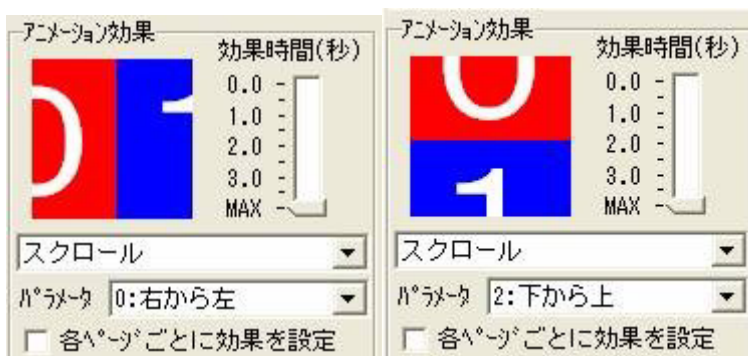 アニメーション効果
0 1
効果時間(秒)
0.0
1.0
2.0
3.0
MAX
スクロール
パラメータ 0:右から左
各ページごとに効果を設定
アニメーション効果
0
1
効果時間(秒)
0.0
1.0
2.0
3.0
MAX
スクロール
パラメータ 2:下から上
各ページごとに効果を設定